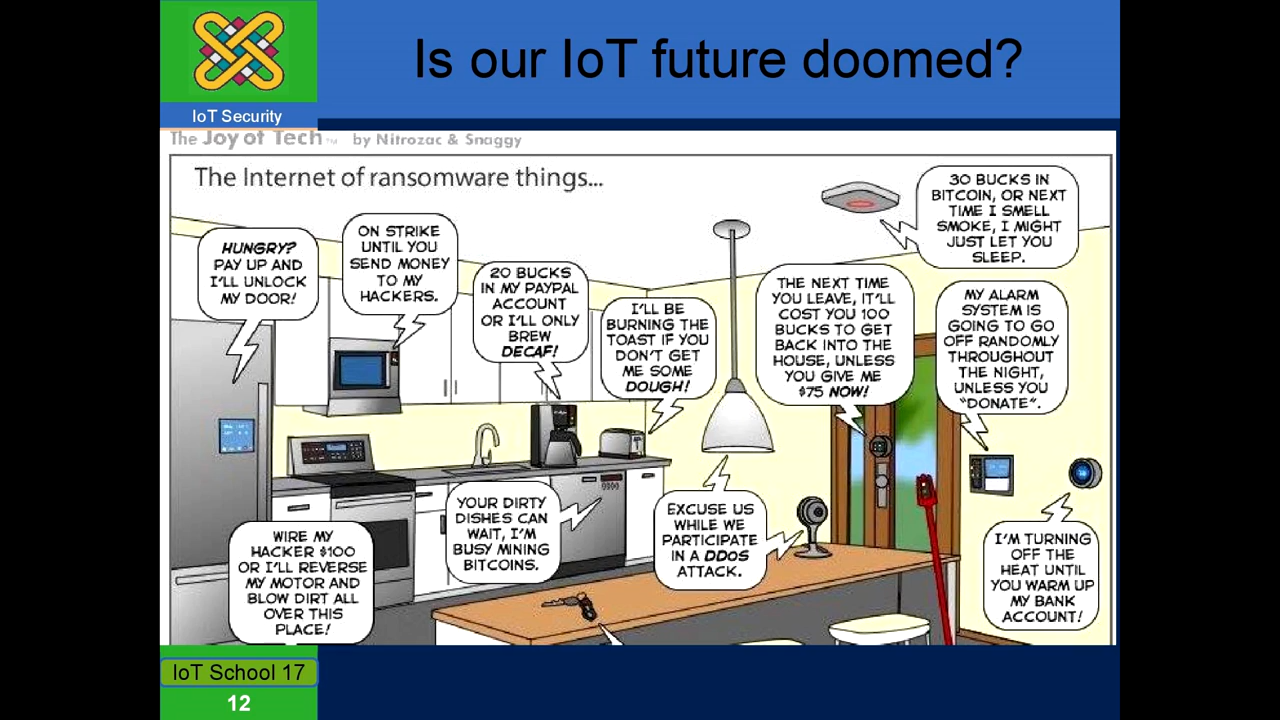 Is our IoT future doomed?
IoT Security
The Joy of Tech™ by Nitrozac & Snaggy
The Internet of ransomware things...
HUNGRY?
PAY UP AND
I'LL UNLOCK
MY DOOR!
ON STRIKE
UNTIL YOU
SEND MONEY
TO MY
HACKERS.
20 BUCKS
IN MY PAYPAL
ACCOUNT
OR I'LL ONLY
BREW
DECAF!
I'LL BE
BURNING THE
TOAST IF YOU
DON'T GET
ME SOME
DOUGH!
THE NEXT TIME
YOU LEAVE, IT'LL
COST YOU 100
BUCKS TO GET
BACK INTO THE
HOUSE, UNLESS
YOU GIVE ME
$75 NOW!
30 BUCKS IN
BITCOIN, OR NEXT
TIME I SMELL
SMOKE, I MIGHT
JUST LET YOU
SLEEP.
MY ALARM
SYSTEM IS
GOING TO GO
OFF RANDOMLY
THROUGHOUT
THE NIGHT,
UNLESS YOU
"DONATE".
WIRE MY
HACKER $100
OR I'LL REVERSE
MY MOTOR AND
BLOW DIRT ALL
OVER THIS
PLACE!
YOUR DIRTY
DISHES CAN
WAIT, I'M
BUSY MINING
BITCOINS.
EXCUSE US
WHILE WE
PARTICIPATE
IN A DDOS
ATTACK.
I'M TURNING
OFF THE
HEAT UNTIL
YOU WARM UP
MY BANK
ACCOUNT!
IoT School 17
12